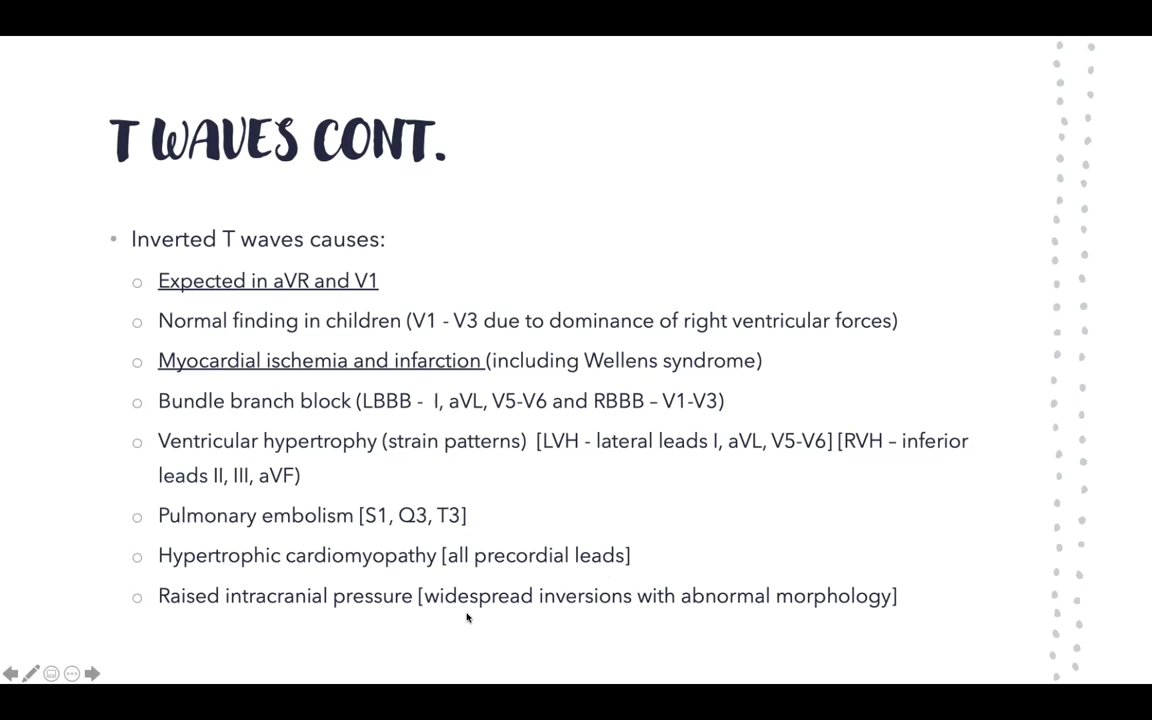 T WAVES CONT.
• Inverted T waves causes:
o Expected in aVR and V1
o Normal finding in children (V1 - V3 due to dominance of right ventricular forces)
o Myocardial ischemia and infarction (including Wellens syndrome)
o Bundle branch block (LBBB - I, aVL, V5-V6 and RBBB – V1-V3)
o Ventricular hypertrophy (strain patterns) [LVH - lateral leads I, aVL, V5-V6] [RVH – inferior
leads II, III, aVF)
o Pulmonary embolism [S1, Q3, T3]
o Hypertrophic cardiomyopathy [all precordial leads]
o Raised intracranial pressure [widespread inversions with abnormal morphology]